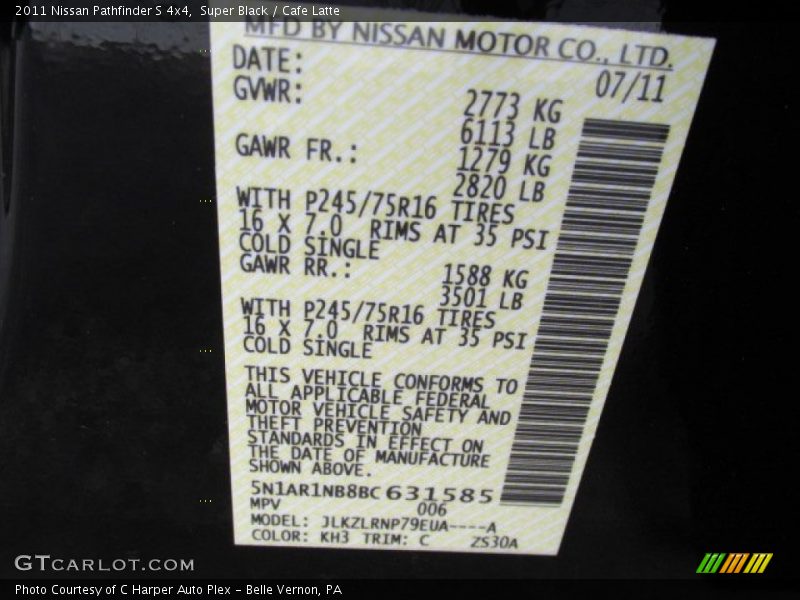 2011 Nissan Pathfinder S 4x4, Super Black / Cafe Latte
MFD BY NISSAN MOTOR CO., LTD.
DATE: 07/11
GVWR: 2773 KG
6113 LB
GAWR FR.: 1279 KG
2820 LB
WITH P245/75R16 TIRES
16 X 7.0 RIMS AT 35 PSI
COLD SINGLE
GAWR RR.: 1588 KG
3501 LB
WITH P245/75R16 TIRES
16 X 7.0 RIMS AT 35 PSI
COLD SINGLE
THIS VEHICLE CONFORMS TO
ALL APPLICABLE FEDERAL
MOTOR VEHICLE SAFETY AND
THEFT PREVENTION
STANDARDS IN EFFECT ON
THE DATE OF MANUFACTURE
SHOWN ABOVE.
5N1AR1NB8BC631585
MPV 006
MODEL: JLKZLRNP79EUA----A
COLOR: KH3 TRIM: C ZS30A
GTCARLOT.COM
Photo Courtesy of C Harper Auto Plex - Belle Vernon, PA